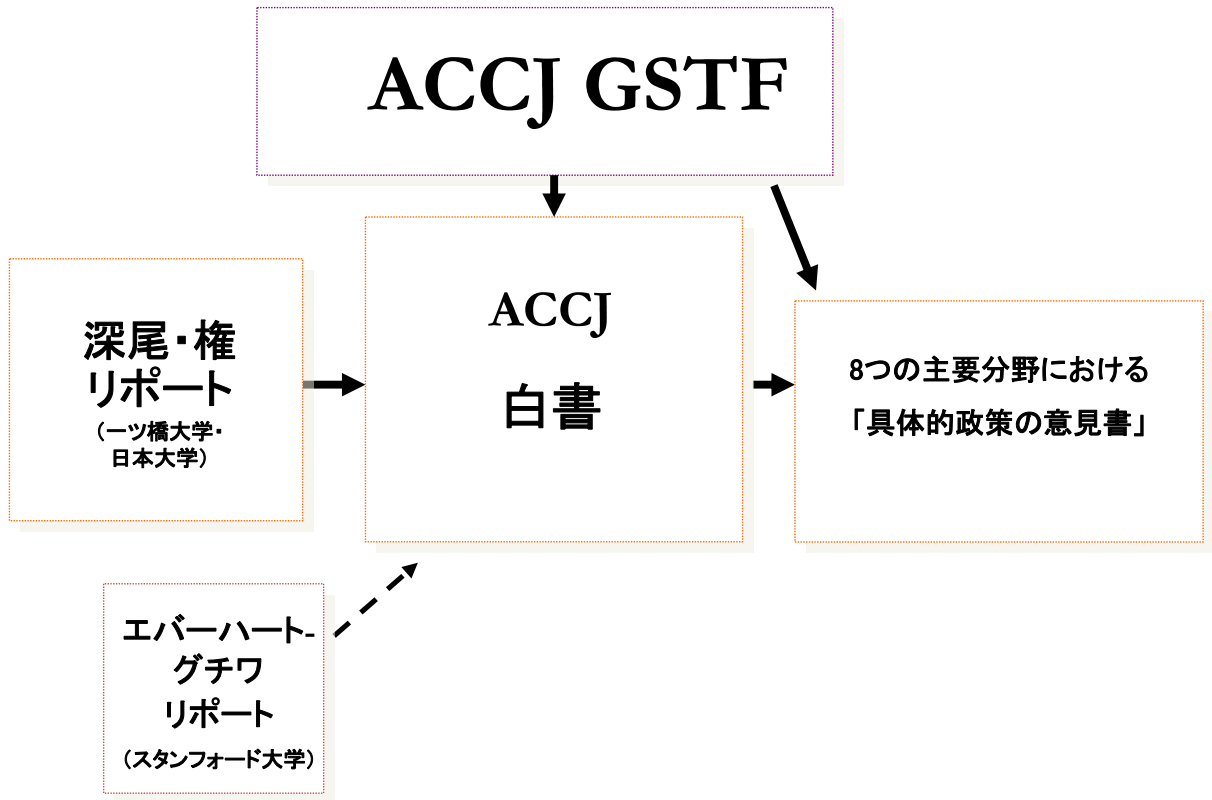 ACCJ GSTF
深尾・権
リポート
(一ツ橋大学・
日本大学)
ACCJ
白書
8つの主要分野における
「具体的政策の意見書」
エバーハート-
グチワ
リポート
(スタンフォード大学)